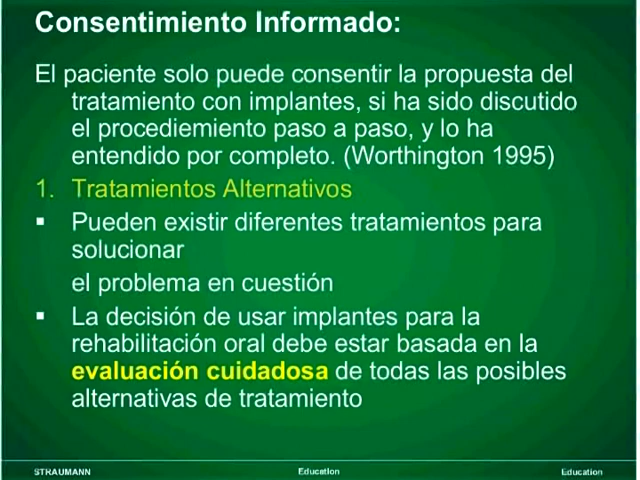 Consentimiento Informado:
El paciente solo puede consentir la propuesta del
tratamiento con implantes, si ha sido discutido
el procediemiento paso a paso, y lo ha
entendido por completo. (Worthington 1995)
1. Tratamientos Alternativos
▪ Pueden existir diferentes tratamientos para
solucionar
el problema en cuestión
▪ La decisión de usar implantes para la
rehabilitación oral debe estar basada en la
evaluación cuidadosa de todas las posibles
alternativas de tratamiento
STRAUMANN Education Education